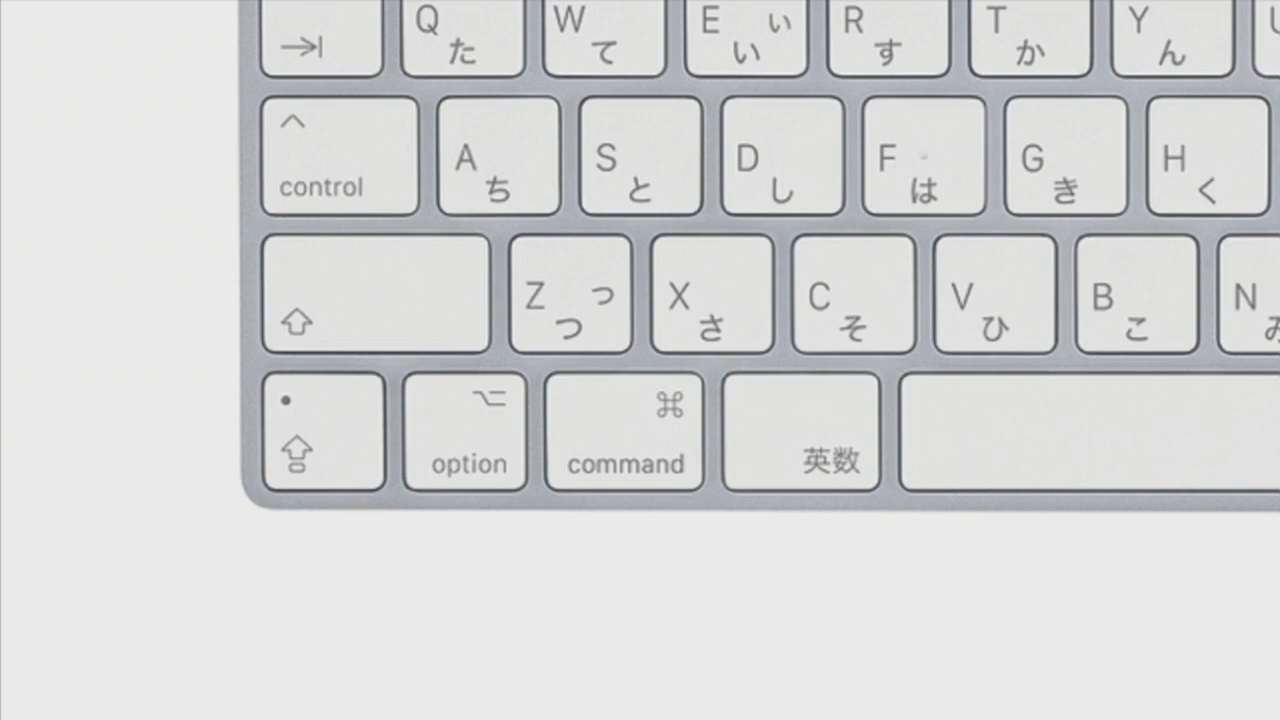 Q た W て E ぃ い R す T か Y ん
control A ち S と D し F は G き H く
Z っ つ X さ C そ V ひ B こ N
option command 英数